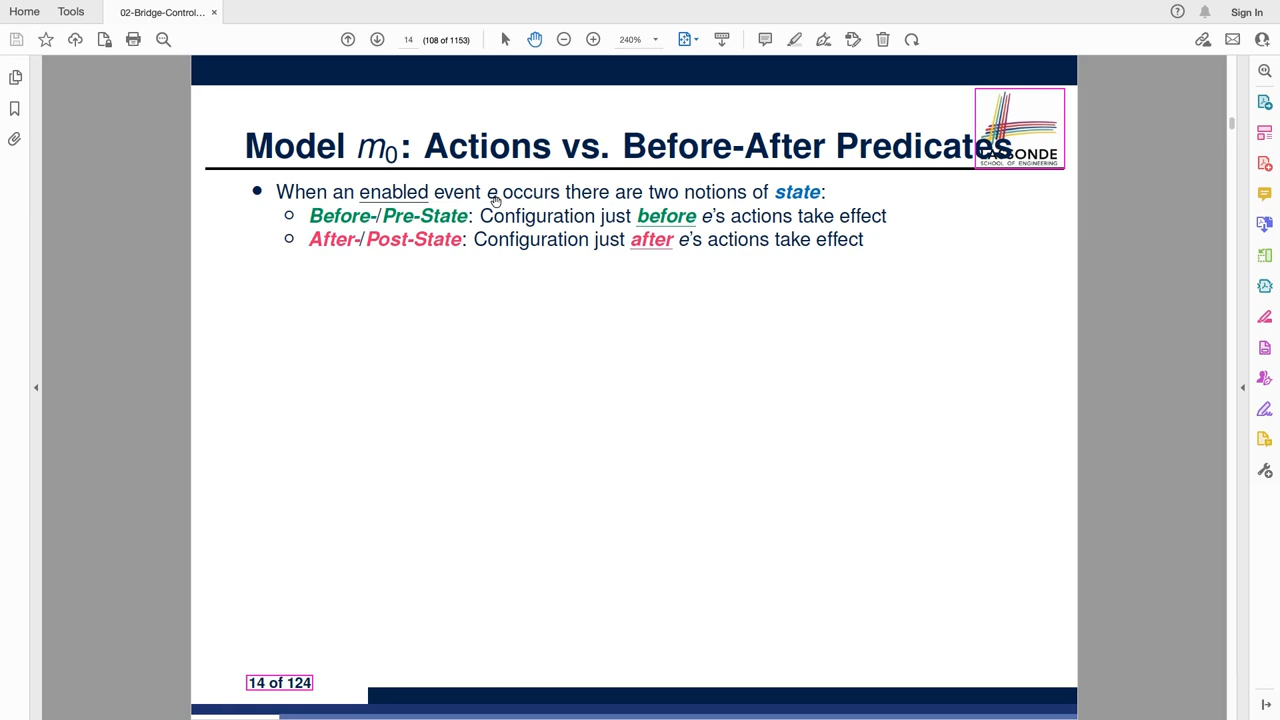 Home Tools 02-Bridge-Control... × Sign In
14 (108 of 1153) 240%
LASSONDE
SCHOOL OF ENGINEERING
Model m0: Actions vs. Before-After Predicates
● When an enabled event e occurs there are two notions of state:
○ Before-/Pre-State: Configuration just before e's actions take effect
○ After-/Post-State: Configuration just after e's actions take effect
14 of 124